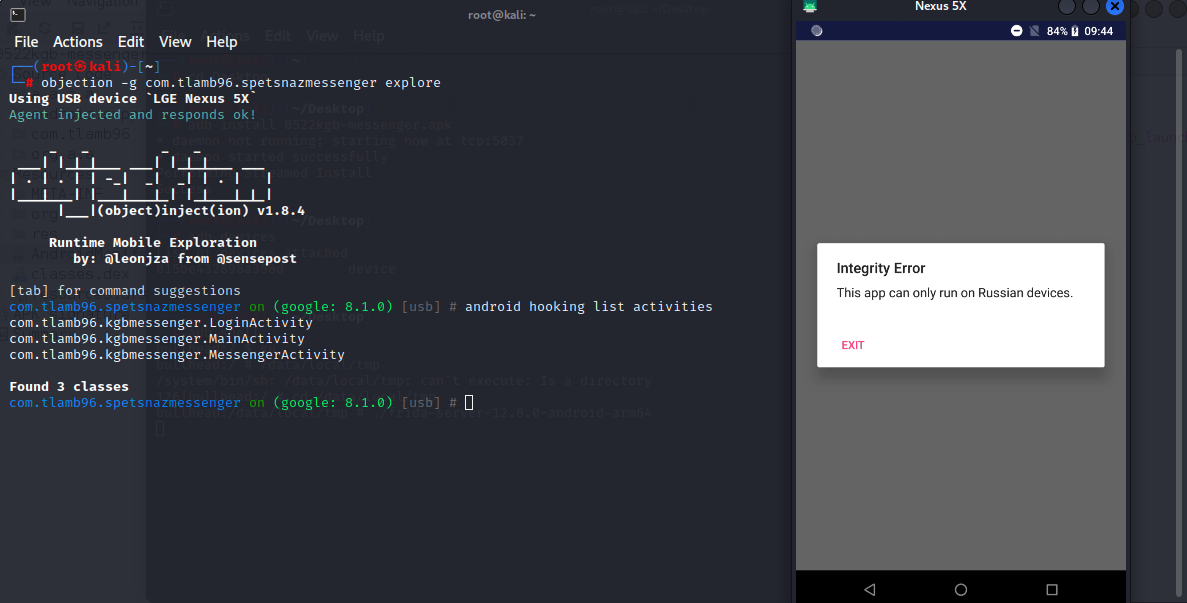 root@kali: ~
File Actions Edit View Help
┌──(root㉿kali)-[~]
└─# objection -g com.tlamb96.spetsnazmessenger explore
Using USB device `LGE Nexus 5X`
Agent injected and responds ok!
|___|(object)inject(ion) v1.8.4
Runtime Mobile Exploration
by: @leonjza from @sensepost
[tab] for command suggestions
com.tlamb96.spetsnazmessenger on (google: 8.1.0) [usb] # android hooking list activities
com.tlamb96.kgbmessenger.LoginActivity
com.tlamb96.kgbmessenger.MainActivity
com.tlamb96.kgbmessenger.MessengerActivity
Found 3 classes
com.tlamb96.spetsnazmessenger on (google: 8.1.0) [usb] #
Nexus 5X
84% 09:44
Integrity Error
This app can only run on Russian devices.
EXIT